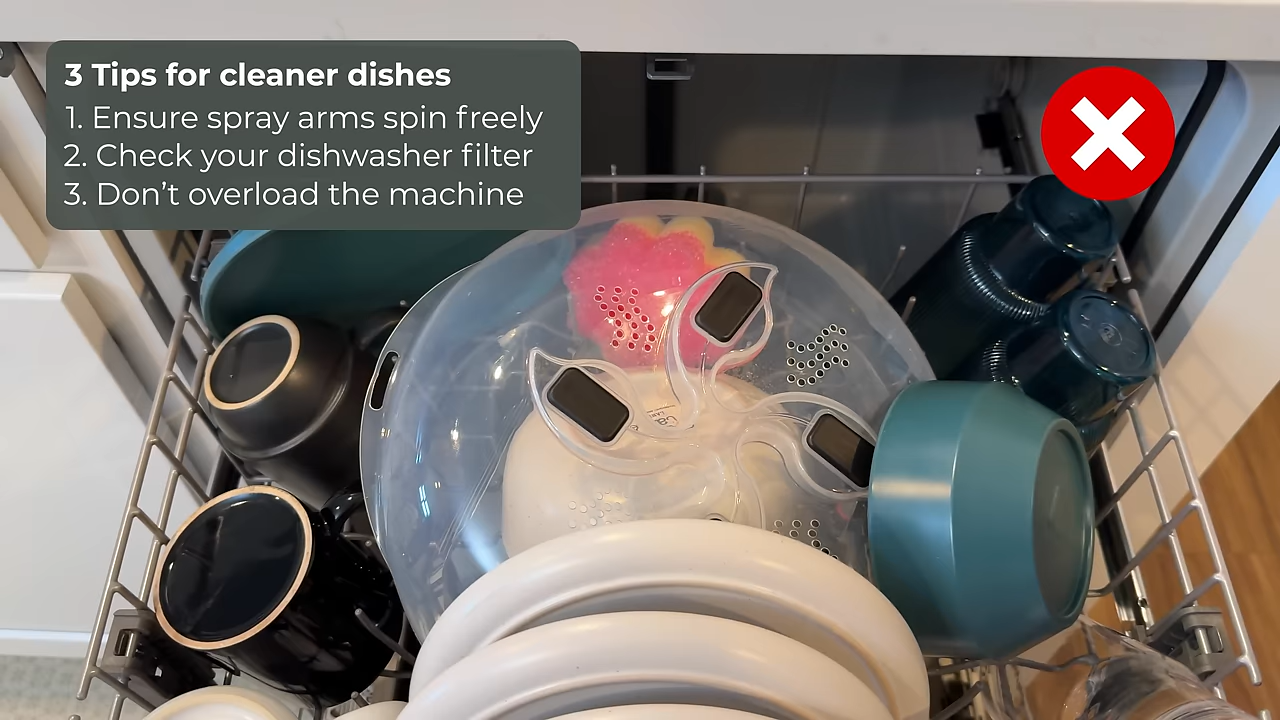 3 Tips for cleaner dishes
1. Ensure spray arms spin freely
2. Check your dishwasher filter
3. Don’t overload the machine